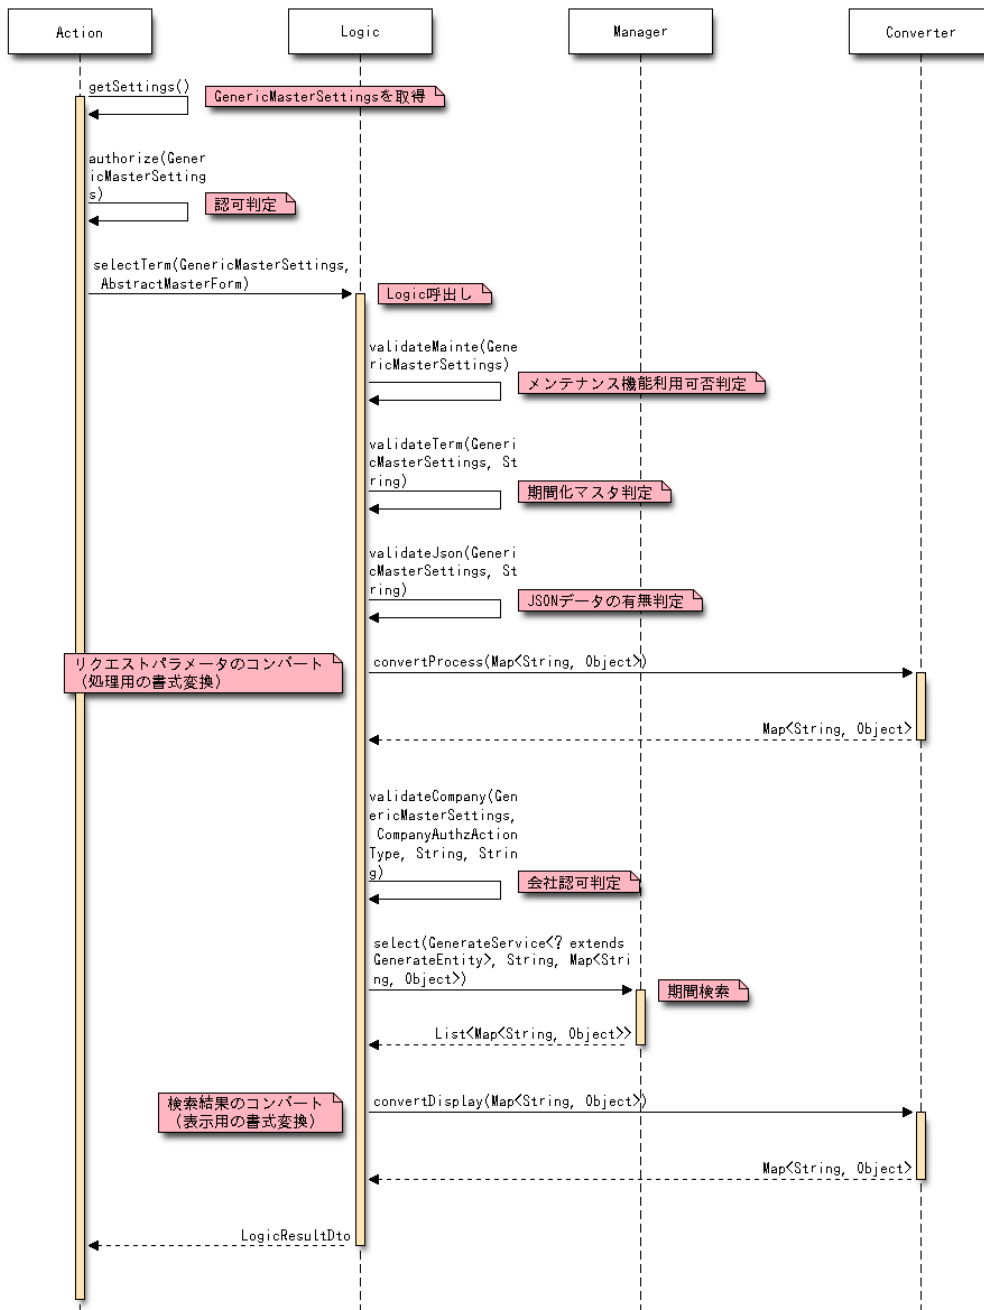 Action
Logic
Manager
Converter
getSettings()
GenericMasterSettingsを取得
authorize(Gener
icMasterSetting
s)
認可判定
selectTerm(GenericMasterSettings,
AbstractMasterForm)
Logic呼出し
validateMainte(Gene
ricMasterSettings)
メンテナンス機能利用可否判定
validateTerm(Generi
cMasterSettings, St
ring)
期間化マスタ判定
validateJson(Generi
cMasterSettings, St
ring)
JSONデータの有無判定
リクエストパラメータのコンバート
（処理用の書式変換）
convertProcess(Map<String, Object>)
Map<String, Object>
validateCompany(Gen
ericMasterSettings,
CompanyAuthzAction
Type, String, Strin
g)
会社認可判定
select(GenerateService<? extends
GenerateEntity>, String, Map<Stri
ng, Object>)
期間検索
List<Map<String, Object>>
検索結果のコンバート
（表示用の書式変換）
convertDisplay(Map<String, Object>)
Map<String, Object>
LogicResultDto